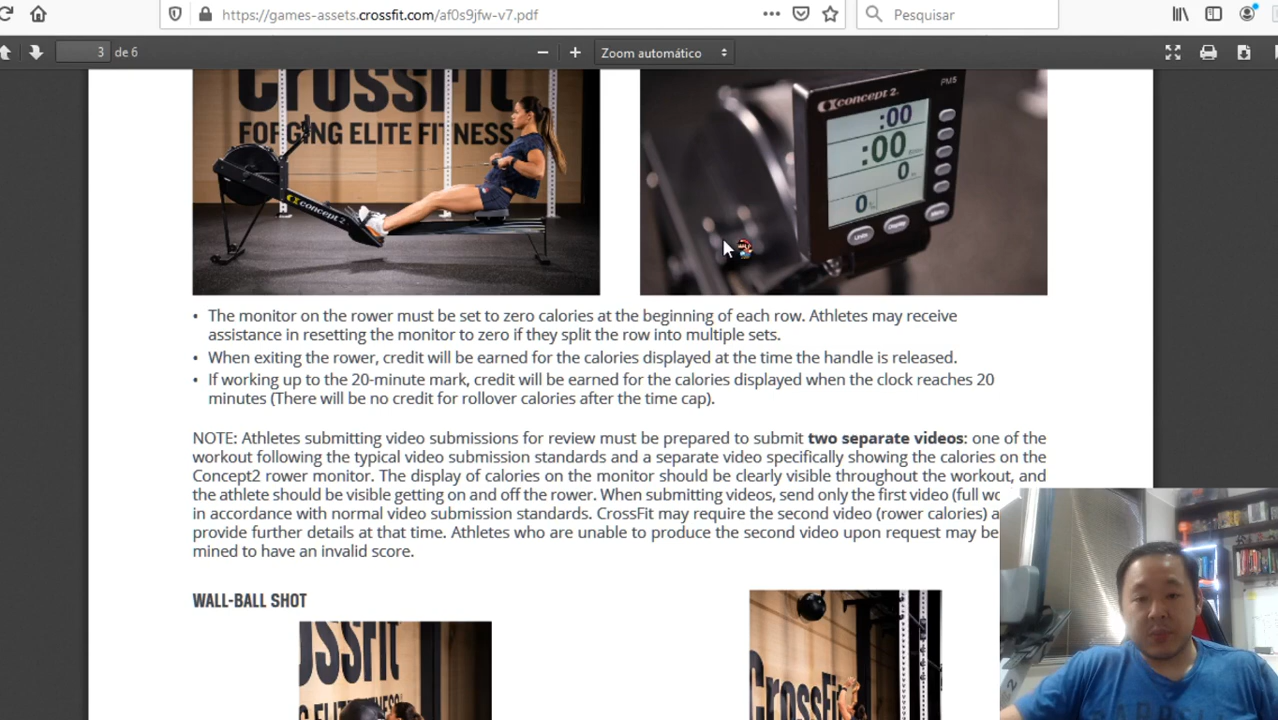 https://games-assets.crossfit.com/af0s9jfw-v7.pdf
Pesquisar
3 de 6
Zoom automático
CrossFit
FORGING ELITE FITNESS
concept 2
concept 2.
PM5
:00
:00
0
0
Units
Display
Menu
• The monitor on the rower must be set to zero calories at the beginning of each row. Athletes may receive
assistance in resetting the monitor to zero if they split the row into multiple sets.
• When exiting the rower, credit will be earned for the calories displayed at the time the handle is released.
• If working up to the 20-minute mark, credit will be earned for the calories displayed when the clock reaches 20
minutes (There will be no credit for rollover calories after the time cap).
NOTE: Athletes submitting video submissions for review must be prepared to submit two separate videos: one of the
workout following the typical video submission standards and a separate video specifically showing the calories on the
Concept2 rower monitor. The display of calories on the monitor should be clearly visible throughout the workout, and
the athlete should be visible getting on and off the rower. When submitting videos, send only the first video (full wo
in accordance with normal video submission standards. CrossFit may require the second video (rower calories) a
provide further details at that time. Athletes who are unable to produce the second video upon request may be
mined to have an invalid score.
WALL-BALL SHOT
CrossFit